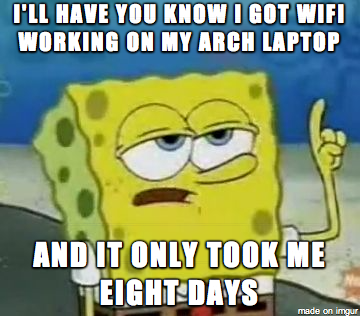 I'LL HAVE YOU KNOW I GOT WIFI
WORKING ON MY ARCH LAPTOP
AND IT ONLY TOOK ME
EIGHT DAYS
made on imgur